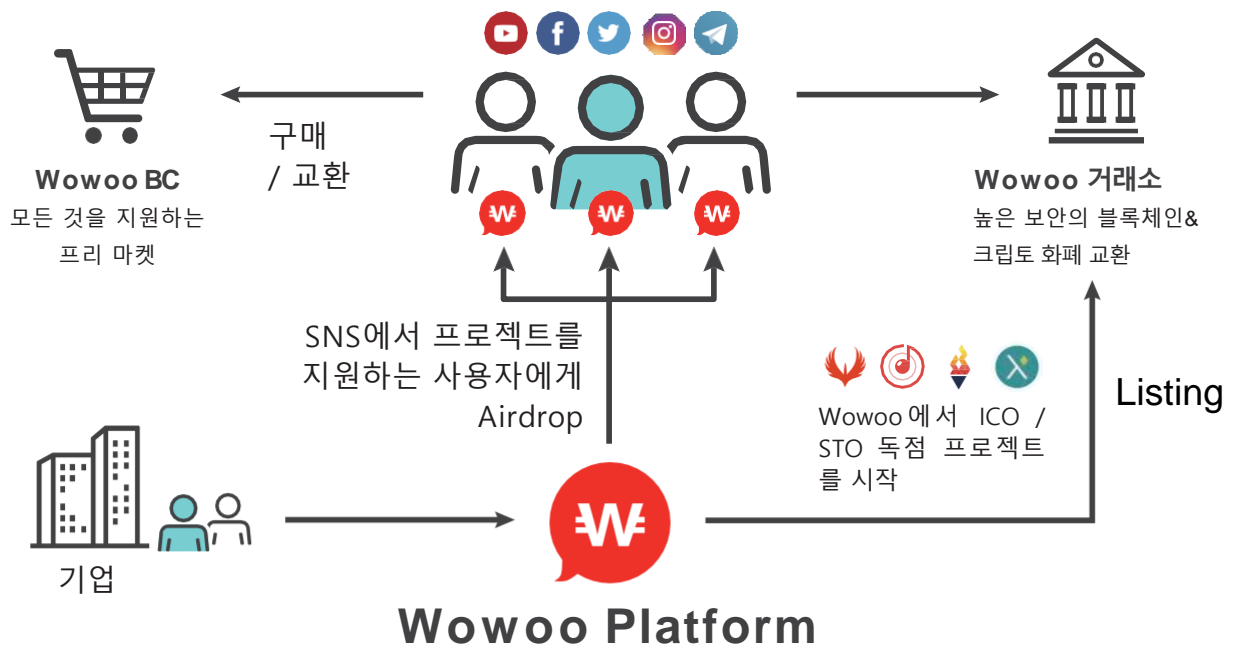 구매
/ 교환
Wowoo BC
모든 것을 지원하는
프리 마켓
Wowoo 거래소
높은 보안의 블록체인&
크립토 화폐 교환
SNS에서 프로젝트를
지원하는 사용자에게
Airdrop
Wowoo에서 ICO /
STO 독점 프로젝트
를 시작
Listing
기업
Wowoo Platform